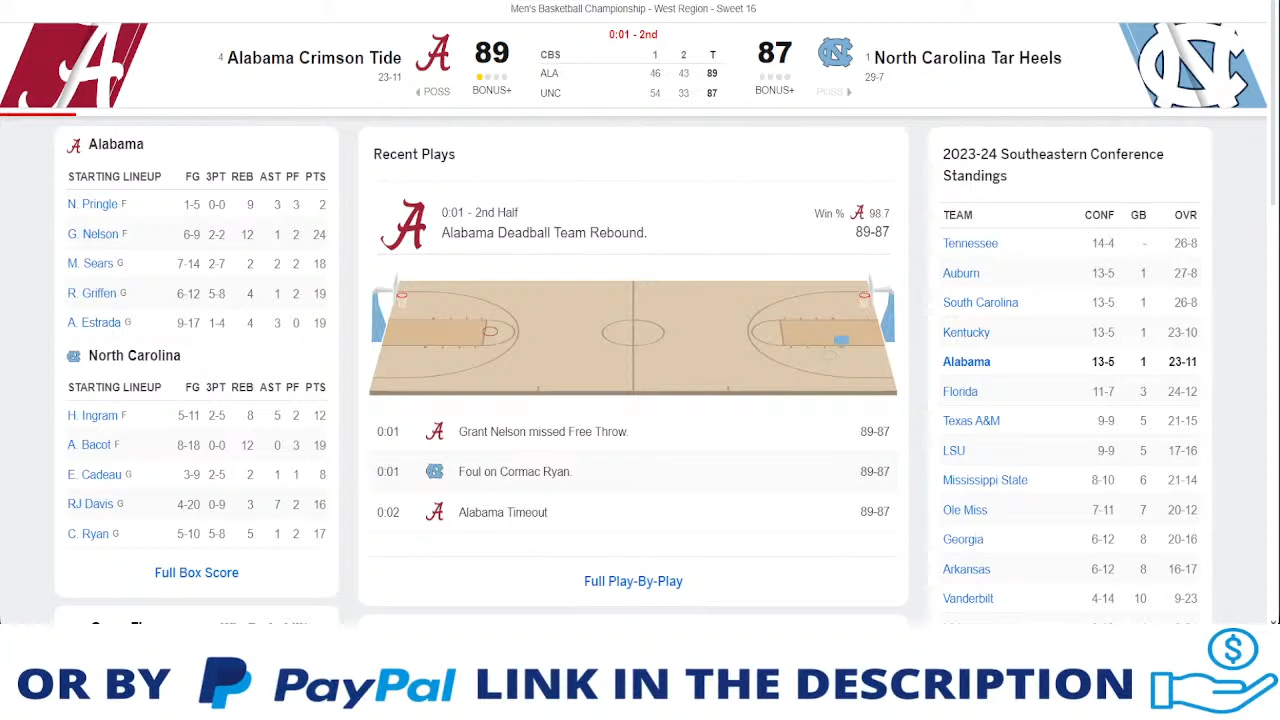 Men's Basketball Championship - West Region - Sweet 16
4 Alabama Crimson Tide
23-11
89
POSS
BONUS+
0:01 - 2nd
CBS 1 2 T
ALA 46 43 89
UNC 54 33 87
87
BONUS+
POSS
1 North Carolina Tar Heels
29-7
Alabama
STARTING LINEUP FG 3PT REB AST PF PTS
N. Pringle F 1-5 0-0 9 3 3 2
G. Nelson F 6-9 2-2 12 1 2 24
M. Sears G 7-14 2-7 2 2 2 18
R. Griffen G 6-12 5-8 4 1 2 19
A. Estrada G 9-17 1-4 4 3 0 19
North Carolina
STARTING LINEUP FG 3PT REB AST PF PTS
H. Ingram F 5-11 2-5 8 5 2 12
A. Bacot F 8-18 0-0 12 0 3 19
E. Cadeau G 3-9 2-5 2 1 1 8
RJ Davis G 4-20 0-9 3 7 2 16
C. Ryan G 5-10 5-8 5 1 2 17
Full Box Score
Recent Plays
0:01 - 2nd Half
Alabama Deadball Team Rebound.
Win % 98.7
89-87
0:01 Grant Nelson missed Free Throw. 89-87
0:01 Foul on Cormac Ryan. 89-87
0:02 Alabama Timeout 89-87
Full Play-By-Play
2023-24 Southeastern Conference
Standings
TEAM CONF GB OVR
Tennessee 14-4 - 26-8
Auburn 13-5 1 27-8
South Carolina 13-5 1 26-8
Kentucky 13-5 1 23-10
Alabama 13-5 1 23-11
Florida 11-7 3 24-12
Texas A&M 9-9 5 21-15
LSU 9-9 5 17-16
Mississippi State 8-10 6 21-14
Ole Miss 7-11 7 20-12
Georgia 6-12 8 20-16
Arkansas 6-12 8 16-17
Vanderbilt 4-14 10 9-23
OR BY PayPal LINK IN THE DESCRIPTION